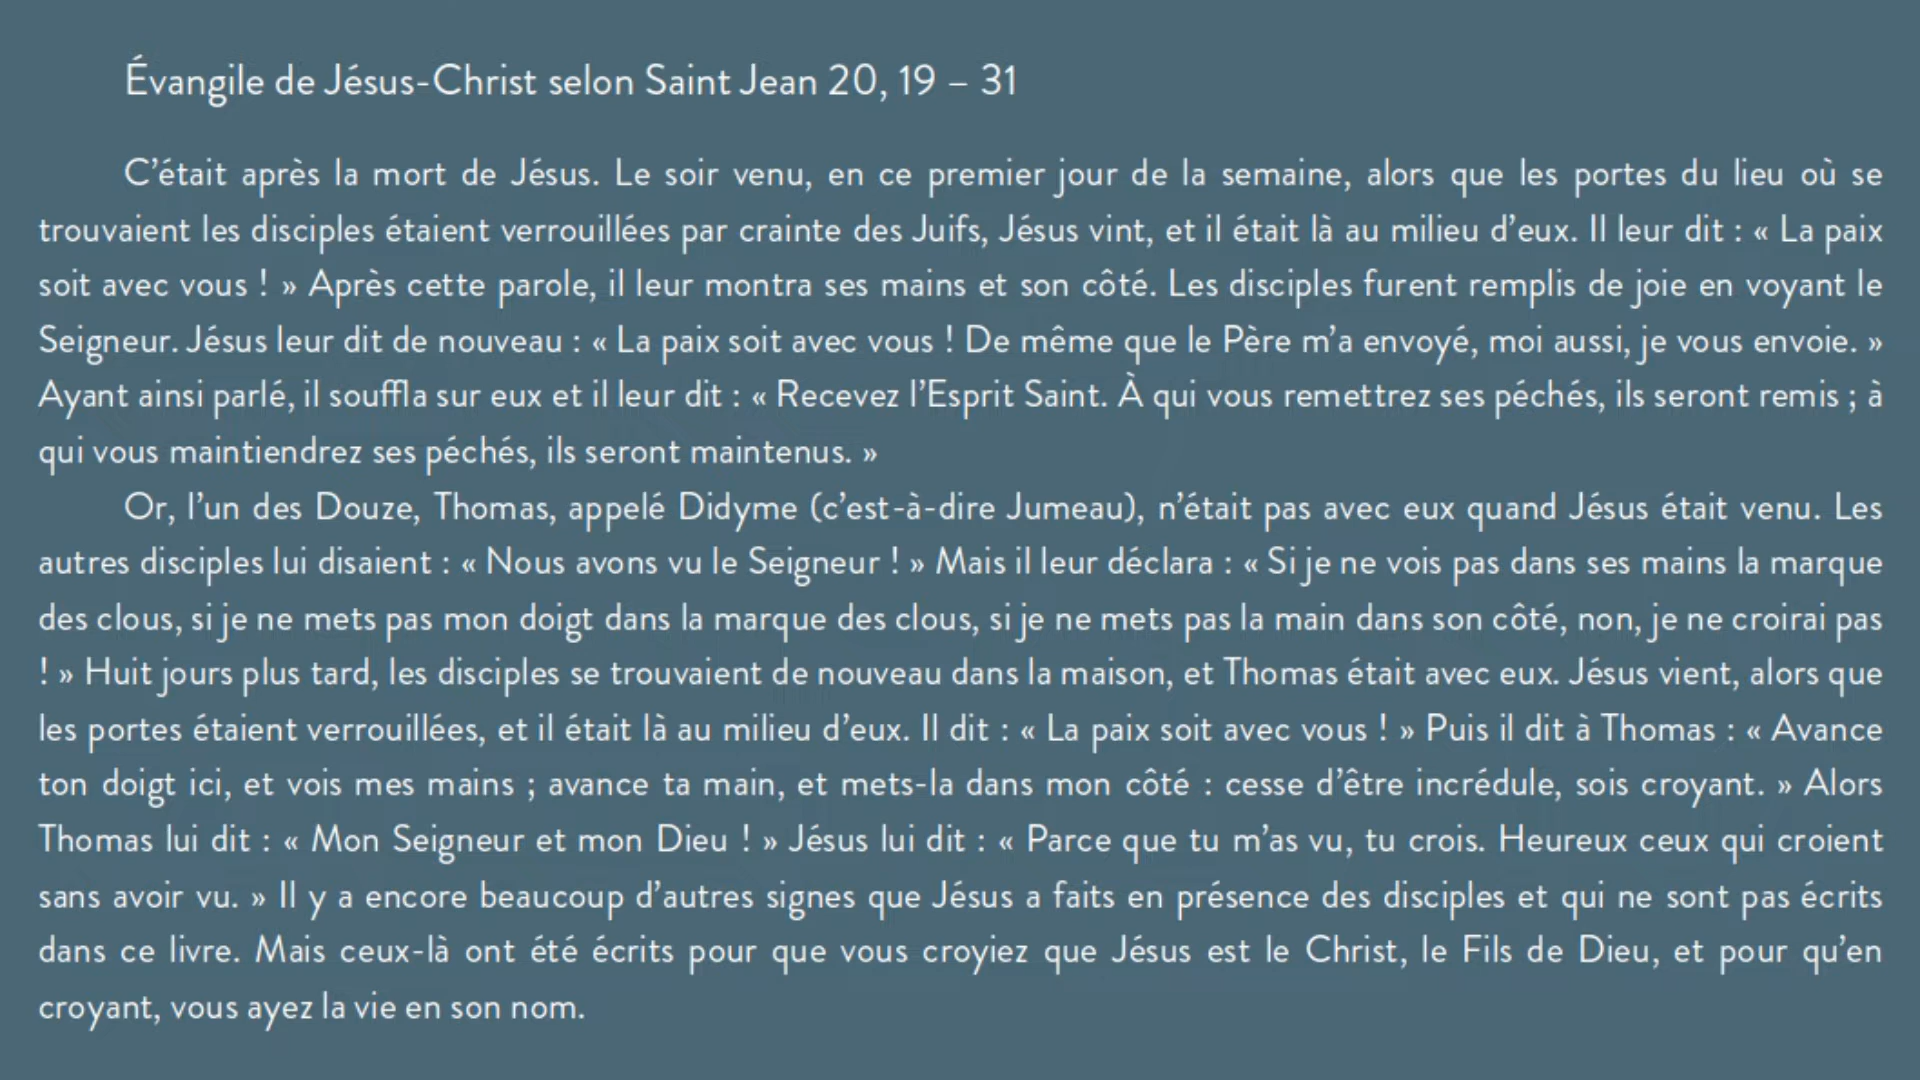 Évangile de Jésus-Christ selon Saint Jean 20, 19 – 31
C’était après la mort de Jésus. Le soir venu, en ce premier jour de la semaine, alors que les portes du lieu où se
trouvaient les disciples étaient verrouillées par crainte des Juifs, Jésus vint, et il était là au milieu d’eux. Il leur dit : « La paix
soit avec vous ! » Après cette parole, il leur montra ses mains et son côté. Les disciples furent remplis de joie en voyant le
Seigneur. Jésus leur dit de nouveau : « La paix soit avec vous ! De même que le Père m’a envoyé, moi aussi, je vous envoie. »
Ayant ainsi parlé, il souffla sur eux et il leur dit : « Recevez l’Esprit Saint. À qui vous remettrez ses péchés, ils seront remis ; à
qui vous maintiendrez ses péchés, ils seront maintenus. »
Or, l’un des Douze, Thomas, appelé Didyme (c’est-à-dire Jumeau), n’était pas avec eux quand Jésus était venu. Les
autres disciples lui disaient : « Nous avons vu le Seigneur ! » Mais il leur déclara : « Si je ne vois pas dans ses mains la marque
des clous, si je ne mets pas mon doigt dans la marque des clous, si je ne mets pas la main dans son côté, non, je ne croirai pas
! » Huit jours plus tard, les disciples se trouvaient de nouveau dans la maison, et Thomas était avec eux. Jésus vient, alors que
les portes étaient verrouillées, et il était là au milieu d’eux. Il dit : « La paix soit avec vous ! » Puis il dit à Thomas : « Avance
ton doigt ici, et vois mes mains ; avance ta main, et mets-la dans mon côté : cesse d’être incrédule, sois croyant. » Alors
Thomas lui dit : « Mon Seigneur et mon Dieu ! » Jésus lui dit : « Parce que tu m’as vu, tu crois. Heureux ceux qui croient
sans avoir vu. » Il y a encore beaucoup d’autres signes que Jésus a faits en présence des disciples et qui ne sont pas écrits
dans ce livre. Mais ceux-là ont été écrits pour que vous croyiez que Jésus est le Christ, le Fils de Dieu, et pour qu’en
croyant, vous ayez la vie en son nom.